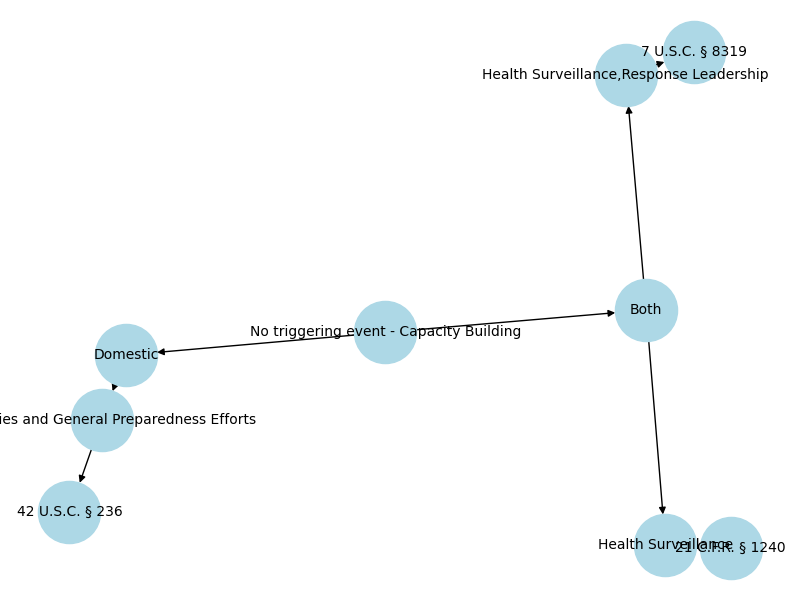 7 U.S.C. § 8319
Health Surveillance,Response Leadership
Both
No triggering event - Capacity Building
Domestic
and General Preparedness Efforts
42 U.S.C. § 236
Health Surveillance
21 C.F.R. § 1240